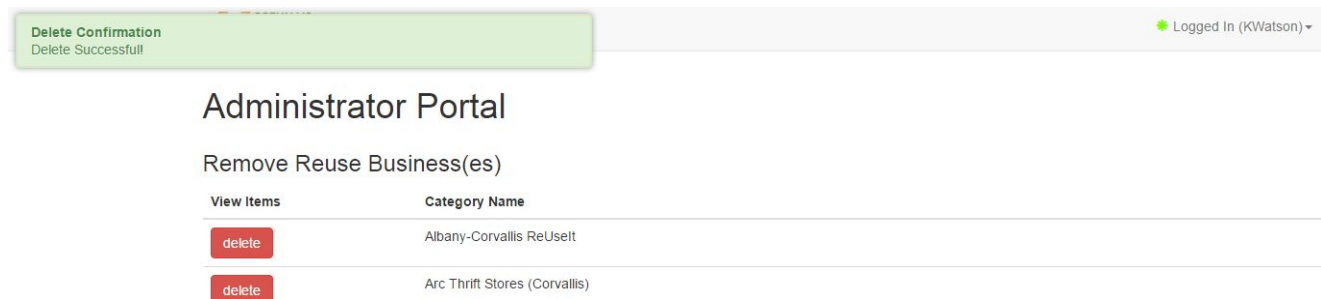 Delete Confirmation
Delete Successful!
Logged In (KWatson)
Administrator Portal
Remove Reuse Business(es)
View Items Category Name
delete Albany-Corvallis ReUseIt
delete Arc Thrift Stores (Corvallis)